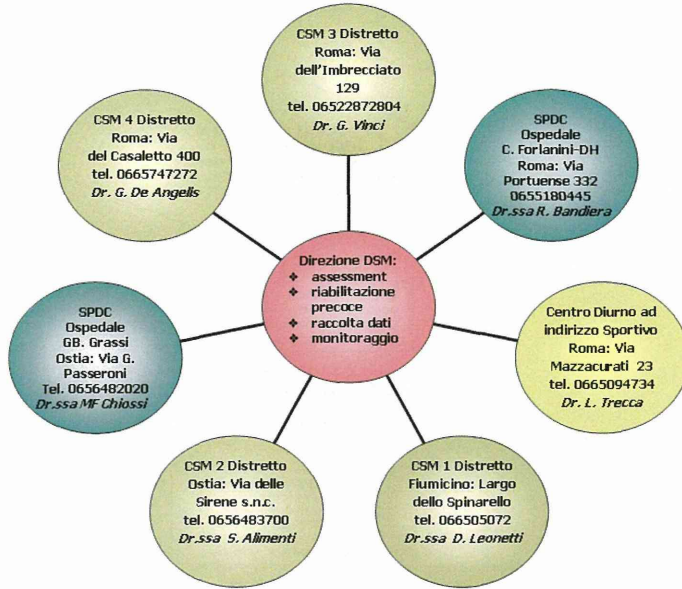 CSM 3 Distretto
Roma: Via
dell'Imbrecciato
129
tel. 06522872804
Dr. G. Vinci
SPDC
Ospedale
C. Forlanini-DH
Roma: Via
Portuense 332
0655180445
Dr.ssa R. Bandiera
Centro Diurno ad
indirizzo Sportivo
Roma: Via
Mazzacurati 23
tel. 0665094734
Dr. L. Trecca
CSM 1 Distretto
Fiumicino: Largo
dello Spinarello
tel. 066505072
Dr.ssa D. Leonetti
CSM 2 Distretto
Ostia: Via delle
Sirene s.n.c.
tel. 0656483700
Dr.ssa S. Alimenti
SPDC
Ospedale
GB. Grassi
Ostia: Via G.
Passeroni
Tel. 0656482020
Dr.ssa MF Chiossi
CSM 4 Distretto
Roma: Via
del Casaletto 400
tel. 0665747272
Dr. G. De Angelis
Direzione DSM:
❖ assessment
❖ riabilitazione
precoce
❖ raccolta dati
❖ monitoraggio